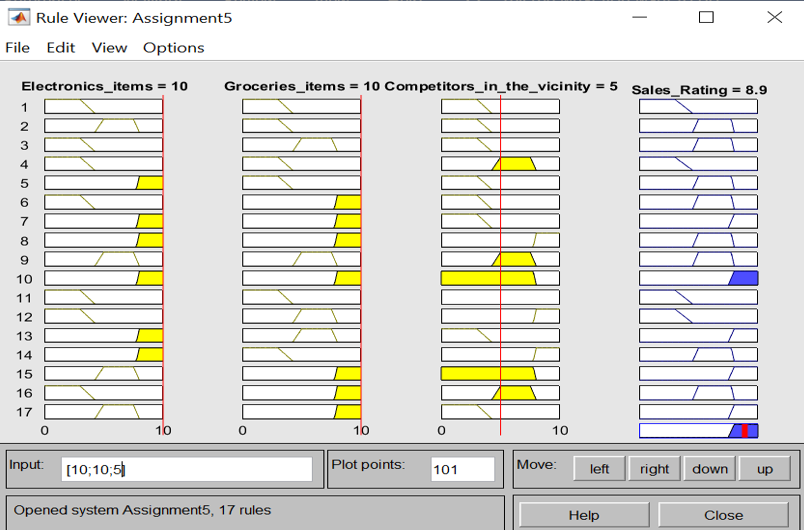 Rule Viewer: Assignment5
File Edit View Options
Electronics_items = 10 Groceries_items = 10 Competitors_in_the_vicinity = 5 Sales_Rating = 8.9
1
2
3
4
5
6
7
8
9
10
11
12
13
14
15
16
17
0 10 0 10 0 10
Input: [10;10;5] Plot points: 101 Move: left right down up
Opened system Assignment5, 17 rules Help Close